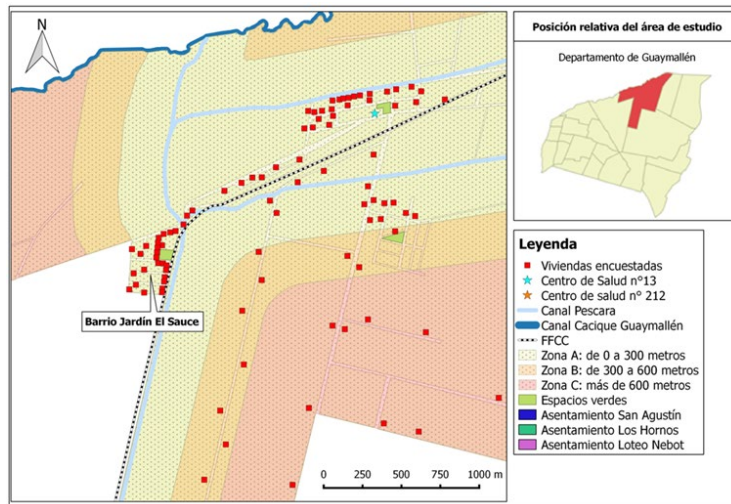 N
Barrio Jardín El Sauce
0 250 500 750 1000 m
Posición relativa del área de estudio
Departamento de Guaymallén
Leyenda
Viviendas encuestadas
Centro de Salud n°13
Centro de salud n° 212
Canal Pescara
Canal Cacique Guaymallén
FFCC
Zona A: de 0 a 300 metros
Zona B: de 300 a 600 metros
Zona C: más de 600 metros
Espacios verdes
Asentamiento San Agustín
Asentamiento Los Hornos
Asentamiento Loteo Nebot